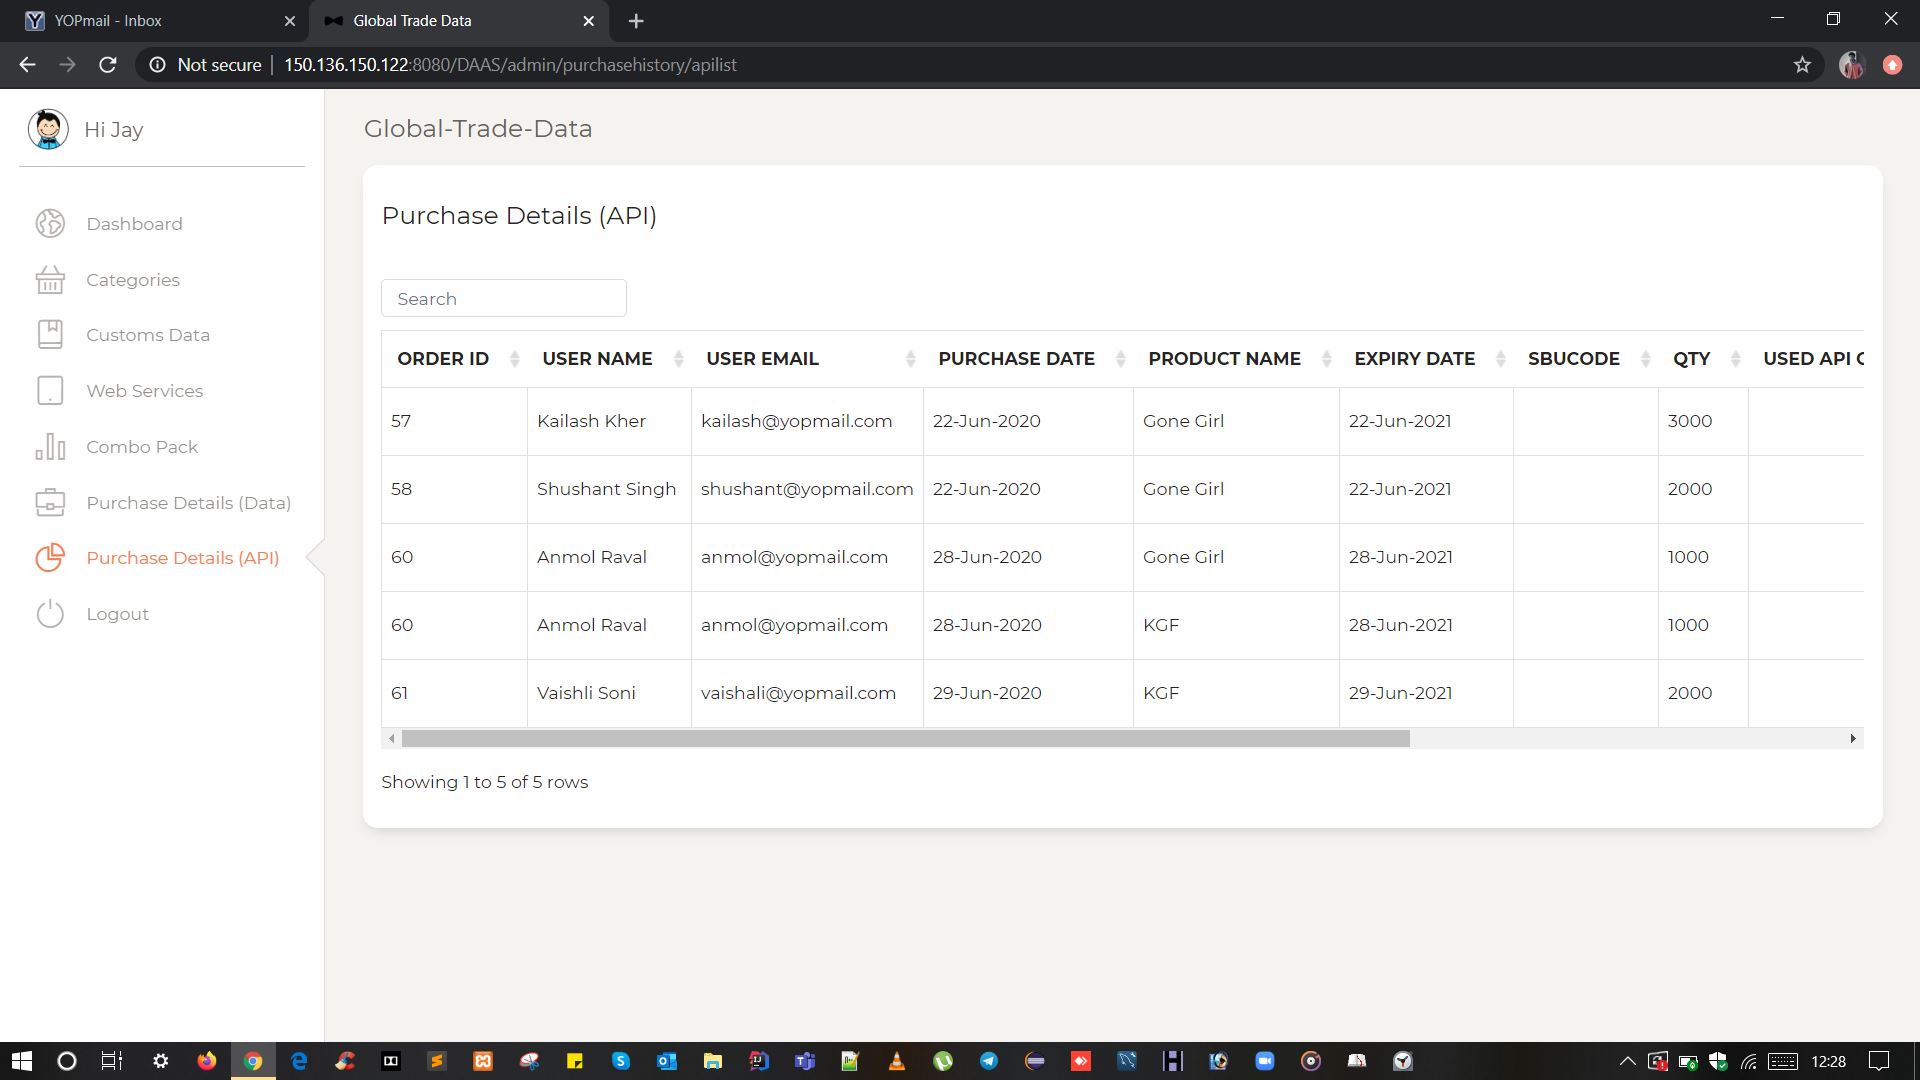 YOPmail - Inbox
Global Trade Data
Not secure
150.136.150.122:8080/DAAS/admin/purchasehistory/apilist
Hi Jay
Dashboard
Categories
Customs Data
Web Services
Combo Pack
Purchase Details (Data)
Purchase Details (API)
Logout
Global-Trade-Data
Purchase Details (API)
Search
ORDER ID USER NAME USER EMAIL PURCHASE DATE PRODUCT NAME EXPIRY DATE SBUCODE QTY USED API
57 Kailash Kher kailash@yopmail.com 22-Jun-2020 Gone Girl 22-Jun-2021 3000
58 Shushant Singh shushant@yopmail.com 22-Jun-2020 Gone Girl 22-Jun-2021 2000
60 Anmol Raval anmol@yopmail.com 28-Jun-2020 Gone Girl 28-Jun-2021 1000
60 Anmol Raval anmol@yopmail.com 28-Jun-2020 KGF 28-Jun-2021 1000
61 Vaishli Soni vaishali@yopmail.com 29-Jun-2020 KGF 29-Jun-2021 2000
Showing 1 to 5 of 5 rows
12:28